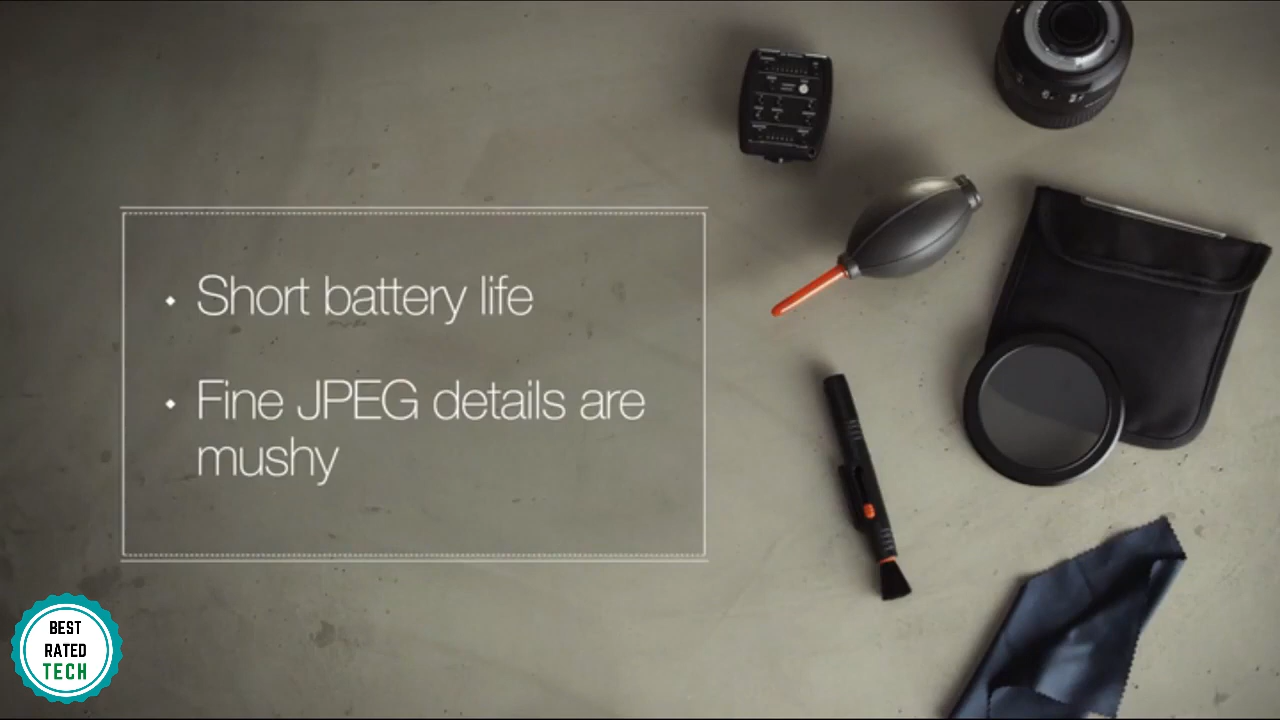 Short battery life
Fine JPEG details are
mushy
BEST
RATED
TECH